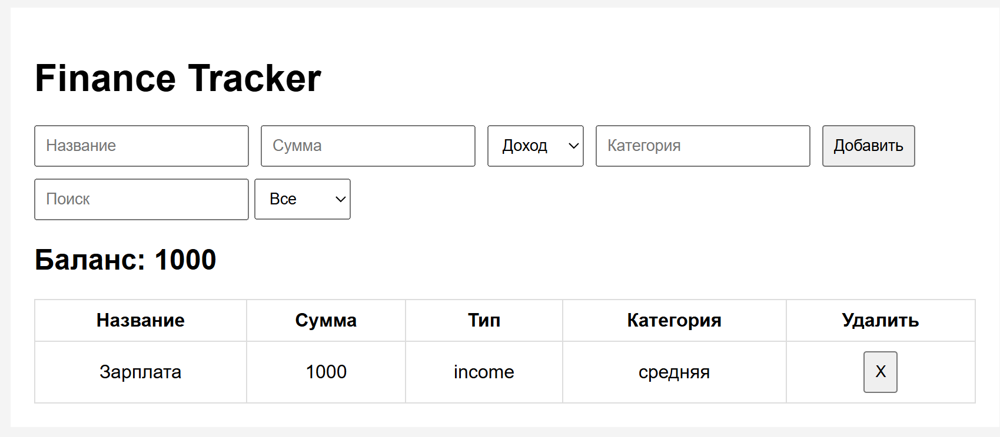 Finance Tracker
Название Сумма Доход Категория Добавить
Поиск Все
Баланс: 1000
Название Сумма Тип Категория Удалить
Зарплата 1000 income средняя X